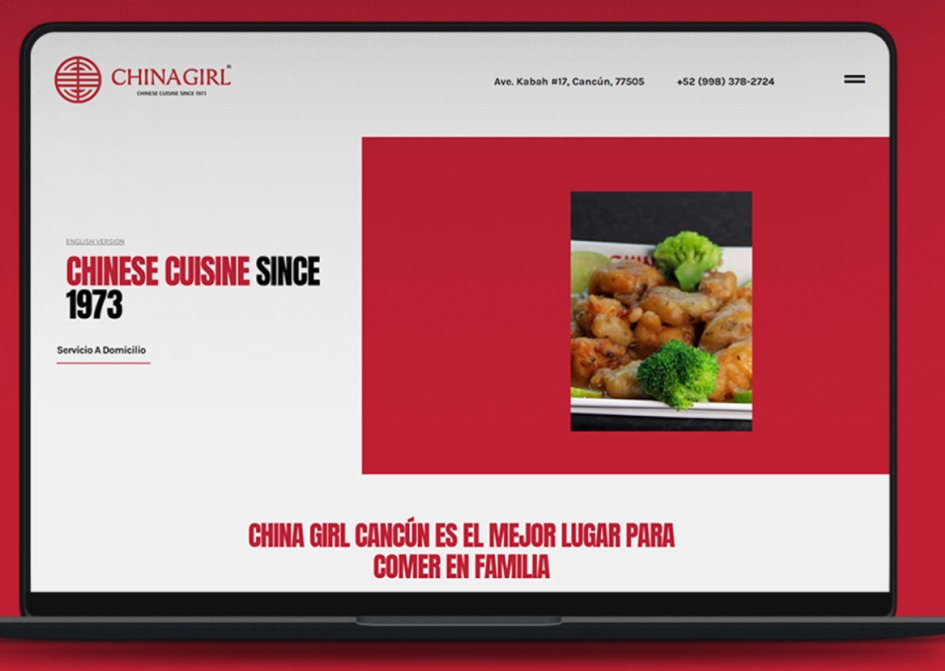 CHINAGIRL®
CHINESE CUISINE SINCE 1973
Ave. Kabah #17, Cancún, 77505
+52 (998) 378-2724
ENGLISH VERSION
CHINESE CUISINE SINCE
1973
Servicio A Domicilio
CHINA GIRL CANCÚN ES EL MEJOR LUGAR PARA
COMER EN FAMILIA